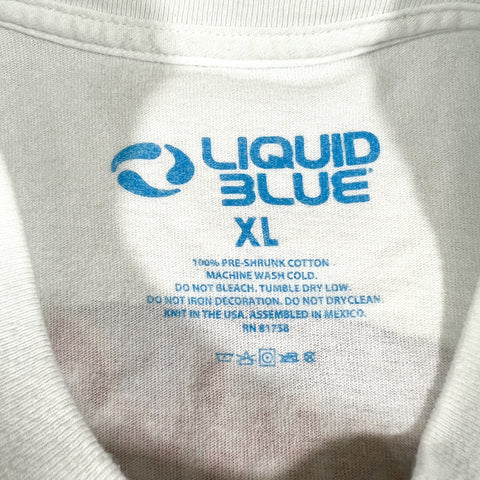 LIQUID
BLUE®
XL
100% PRE-SHRUNK COTTON
MACHINE WASH COLD.
DO NOT BLEACH. TUMBLE DRY LOW.
DO NOT IRON DECORATION. DO NOT DRYCLEAN.
KNIT IN THE USA. ASSEMBLED IN MEXICO.
RN 81758